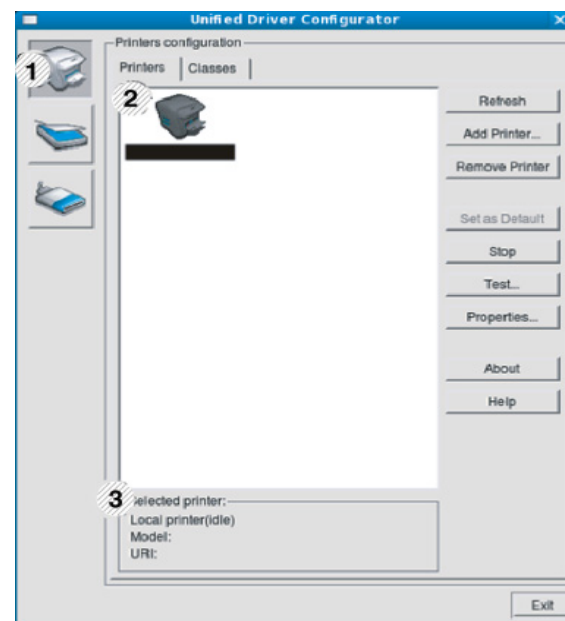 Unified Driver Configurator
1
Printers configuration
Printers
Classes
2
Refresh
Add Printer...
Remove Printer
Set as Default
Stop
Test...
Properties...
About
Help
3
Selected printer:
Local printer(idle)
Model:
URI:
Exit